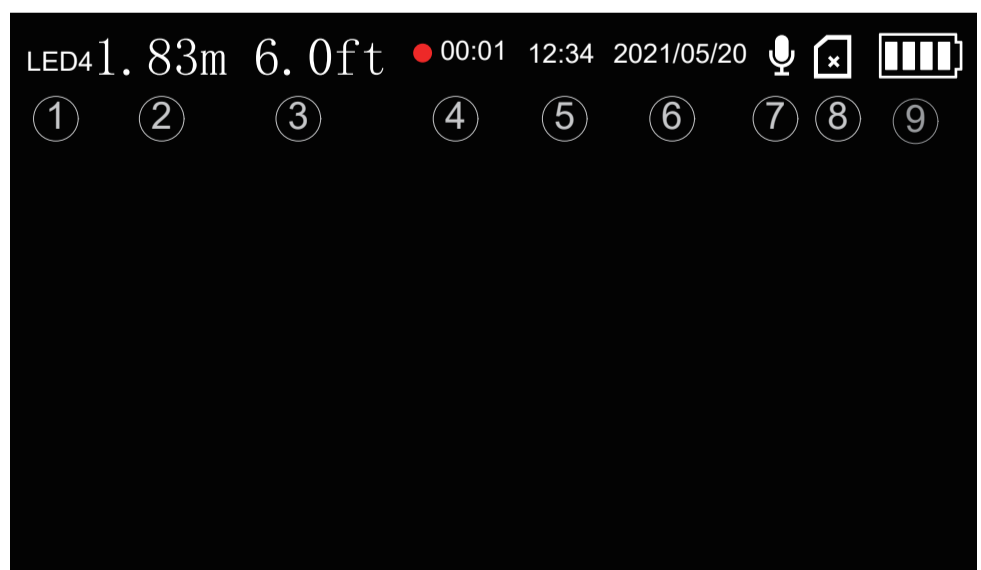 LED4 1.83m 6.0ft 00:01 12:34 2021/05/20
① ② ③ ④ ⑤ ⑥ ⑦ ⑧ ⑨